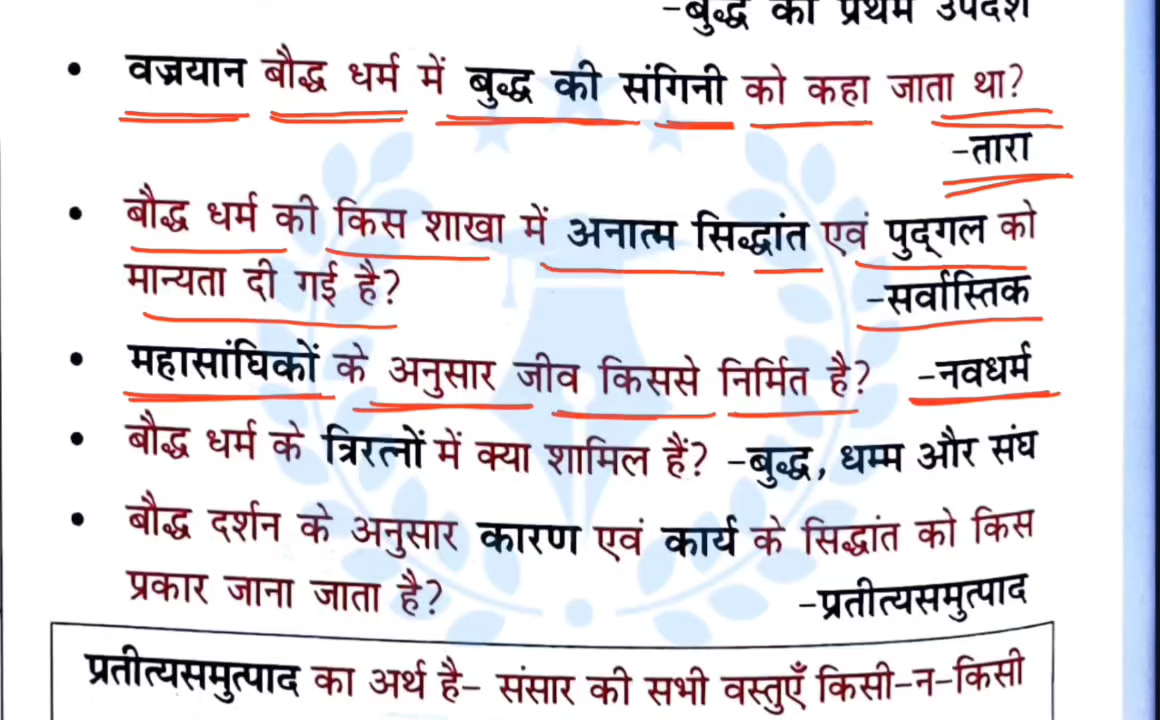 -बुद्ध का प्रथम उपदेश
• वज्रयान बौद्ध धर्म में बुद्ध की संगिनी को कहा जाता था?
-तारा
• बौद्ध धर्म की किस शाखा में अनात्म सिद्धांत एवं पुद्‌गल को
मान्यता दी गई है? -सर्वास्तिक
• महासांघिकों के अनुसार जीव किससे निर्मित है? -नवधर्म
• बौद्ध धर्म के त्रिरत्नों में क्या शामिल हैं? -बुद्ध, धम्म और संघ
• बौद्ध दर्शन के अनुसार कारण एवं कार्य के सिद्धांत को किस
प्रकार जाना जाता है? -प्रतीत्यसमुत्पाद
प्रतीत्यसमुत्पाद का अर्थ है- संसार की सभी वस्तुएँ किसी-न-किसी